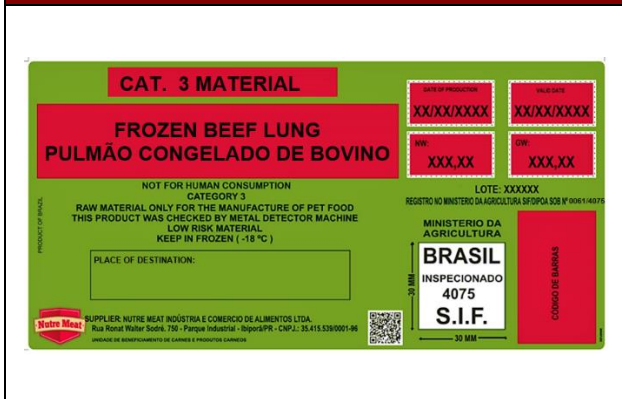 CAT. 3 MATERIAL
FROZEN BEEF LUNG
PULMÃO CONGELADO DE BOVINO
DATE OF PRODUCTION
XX/XX/XXXX
VALID DATE
XX/XX/XXXX
NW:
XXX,XX
GW:
XXX,XX
NOT FOR HUMAN CONSUMPTION
CATEGORY 3
RAW MATERIAL ONLY FOR THE MANUFACTURE OF PET FOOD
THIS PRODUCT WAS CHECKED BY METAL DETECTOR MACHINE
LOW RISK MATERIAL
KEEP IN FROZEN ( -18 ºC )
LOTE: XXXXXX
REGISTRO NO MINISTERIO DA AGRICULTURA SIF/DIPOA SOB Nº 0061/4075
PRODUCT OF BRAZIL
PLACE OF DESTINATION:
MINISTERIO DA
AGRICULTURA
BRASIL
INSPECIONADO
4075
S.I.F.
30 MM
30 MM
CODIGO DE BARRAS
Nutre Meat
SUPPLIER: NUTRE MEAT INDÚSTRIA E COMERCIO DE ALIMENTOS LTDA.
Rua Ronat Walter Sodré, 750 - Parque Industrial - Ibiporã/PR - CNPJ.: 35.415.539/0001-96
UNIDADE DE BENEFICIAMENTO DE CARNES E PRODUTOS CARNEOS